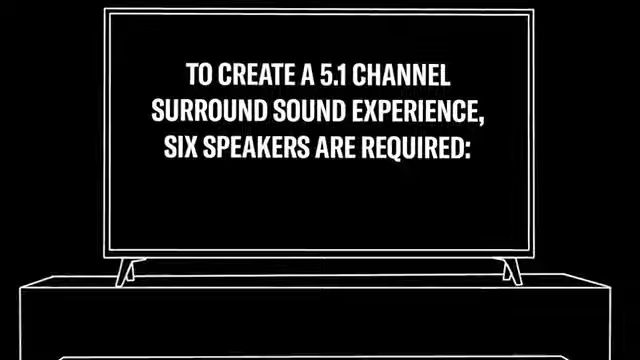 TO CREATE A 5.1 CHANNEL
SURROUND SOUND EXPERIENCE,
SIX SPEAKERS ARE REQUIRED: